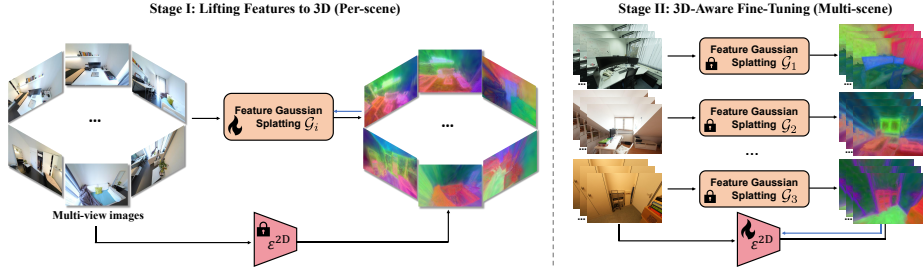 Stage I: Lifting Features to 3D (Per-scene)
...
Feature Gaussian
Splatting 𝒢ᵢ
...
Multi-view images
ℰ²ᴰ
Stage II: 3D-Aware Fine-Tuning (Multi-scene)
...
Feature Gaussian
Splatting 𝒢₁
...
...
Feature Gaussian
Splatting 𝒢₂
...
...
...
Feature Gaussian
Splatting 𝒢₃
...
ℰ²ᴰ